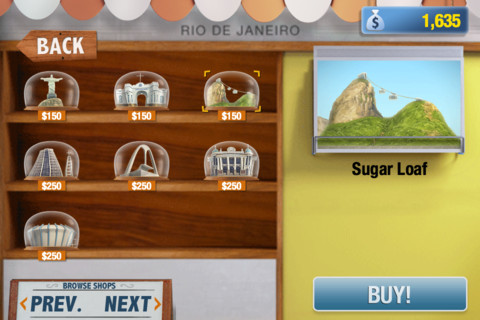 RIO DE JANEIRO
$ 1,635
BACK
$150 $150 $150
$250 $250 $250
$250
Sugar Loaf
BROWSE SHOPS
PREV. NEXT
BUY!